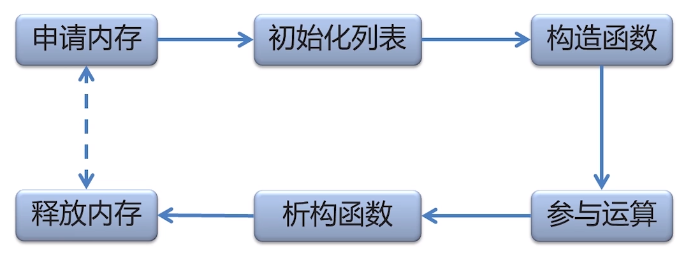 申请内存
初始化列表
构造函数
释放内存
析构函数
参与运算